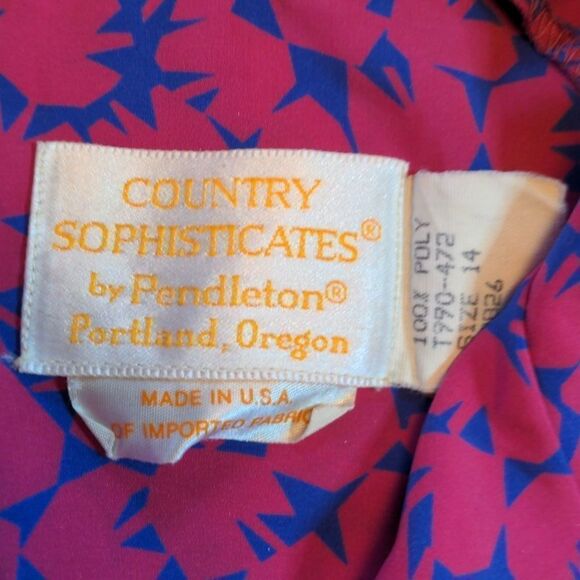 COUNTRY
SOPHISTICATES®
by Pendleton®
Portland, Oregon
MADE IN U.S.A.
OF IMPORTED FABRIC
100% POLY
T990-472
SIZE 14